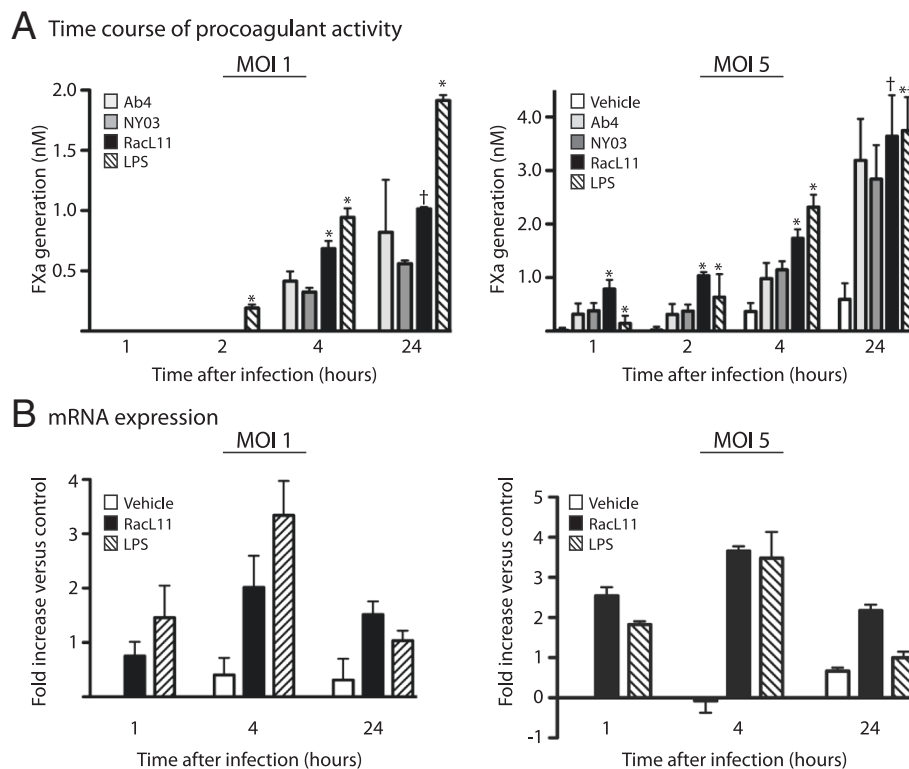 A Time course of procoagulant activity
MOI 1
2.0
1.5
1.0
0.5
FXa generation (nM)
Ab4
NY03
RacL11
LPS
*
* *
† *
1 2 4 24
Time after infection (hours)
MOI 5
4.0
3.0
2.0
1.0
FXa generation (nM)
Vehicle
Ab4
NY03
RacL11
LPS
* *
* *
* *
† **
1 2 4 24
Time after infection (hours)
B mRNA expression
MOI 1
4
3
2
1
Fold increase versus control
Vehicle
RacL11
LPS
1 4 24
Time after infection (hours)
MOI 5
5
4
3
2
1
0
-1
Fold increase versus control
Vehicle
RacL11
LPS
1 4 24
Time after infection (hours)